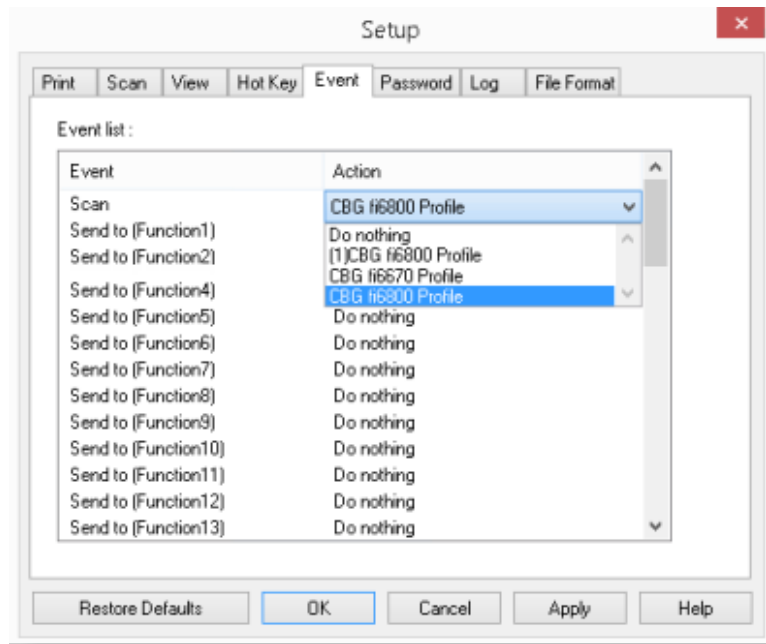 Setup
Print Scan View Hot Key Event Password Log File Format
Event list :
Event Action
Scan CBG fi6800 Profile
Send to (Function1) Do nothing
Send to (Function2) (1)CBG fi6800 Profile
CBG fi6670 Profile
Send to (Function4) CBG fi6800 Profile
Send to (Function5) Do nothing
Send to (Function6) Do nothing
Send to (Function7) Do nothing
Send to (Function8) Do nothing
Send to (Function9) Do nothing
Send to (Function10) Do nothing
Send to (Function11) Do nothing
Send to (Function12) Do nothing
Send to (Function13) Do nothing
Restore Defaults OK Cancel Apply Help